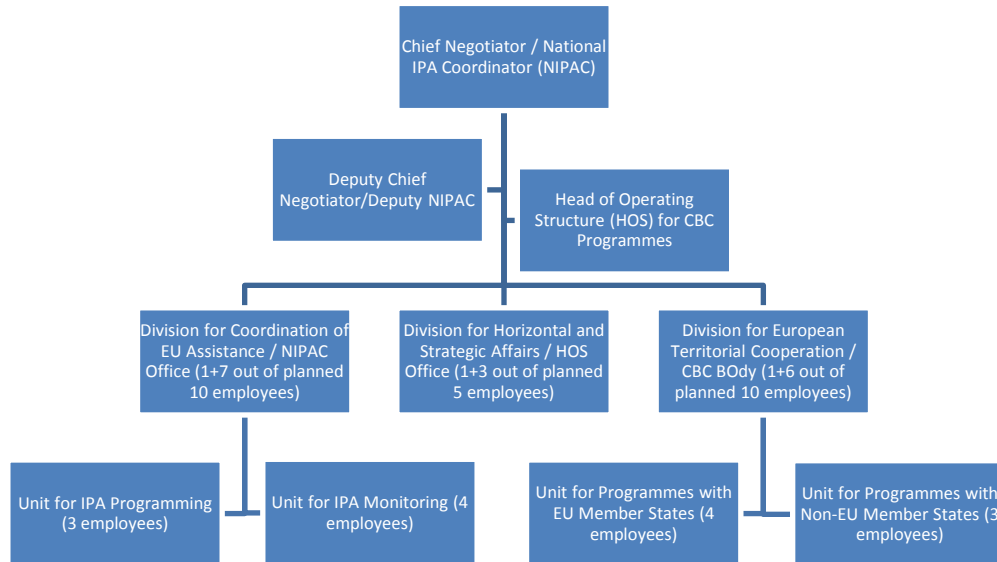 Chief Negotiator / National
IPA Coordinator (NIPAC)
Deputy Chief
Negotiator/Deputy NIPAC
Head of Operating
Structure (HOS) for CBC
Programmes
Division for Coordination of
EU Assistance / NIPAC
Office (1+7 out of planned
10 employees)
Division for Horizontal and
Strategic Affairs / HOS
Office (1+3 out of planned
5 employees)
Division for European
Territorial Cooperation /
CBC BOdy (1+6 out of
planned 10 employees)
Unit for IPA Programming
(3 employees)
Unit for IPA Monitoring (4
employees)
Unit for Programmes with
EU Member States (4
employees)
Unit for Programmes with
Non-EU Member States (3
employees)